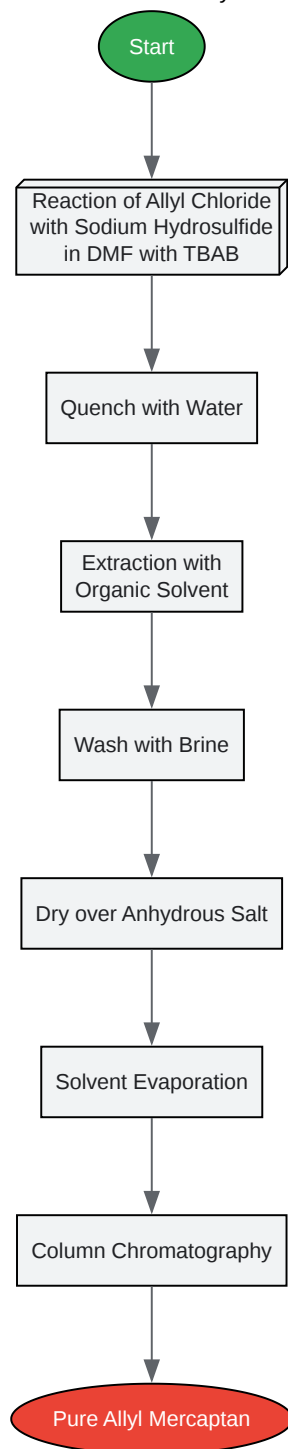 Start
Reaction of Allyl Chloride
with Sodium Hydrosulfide
in DMF with TBAB
Quench with Water
Extraction with
Organic Solvent
Wash with Brine
Dry over Anhydrous Salt
Solvent Evaporation
Column Chromatography
Pure Allyl Mercaptan